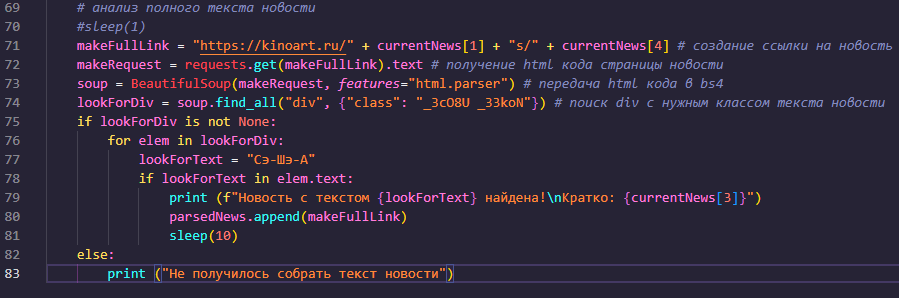 69 # анализ полного текста новости
70 #sleep(1)
71 makeFullLink = "https://kinoart.ru/" + currentNews[1] + "s/" + currentNews[4] # создание ссылки на новость
72 makeRequest = requests.get(makeFullLink).text # получение html кода страницы новости
73 soup = BeautifulSoup(makeRequest, features="html.parser") # передача html кода в bs4
74 lookForDiv = soup.find_all("div", {"class": "_3cO8U _33koN"}) # поиск div с нужным классом текста новости
75 if lookForDiv is not None:
76 for elem in lookForDiv:
77 lookForText = "Сэ-Шэ-А"
78 if lookForText in elem.text:
79 print (f"Новость с текстом {lookForText} найдена!\nКратко: {currentNews[3]}")
80 parsedNews.append(makeFullLink)
81 sleep(10)
82 else:
83 print ("Не получилось собрать текст новости")